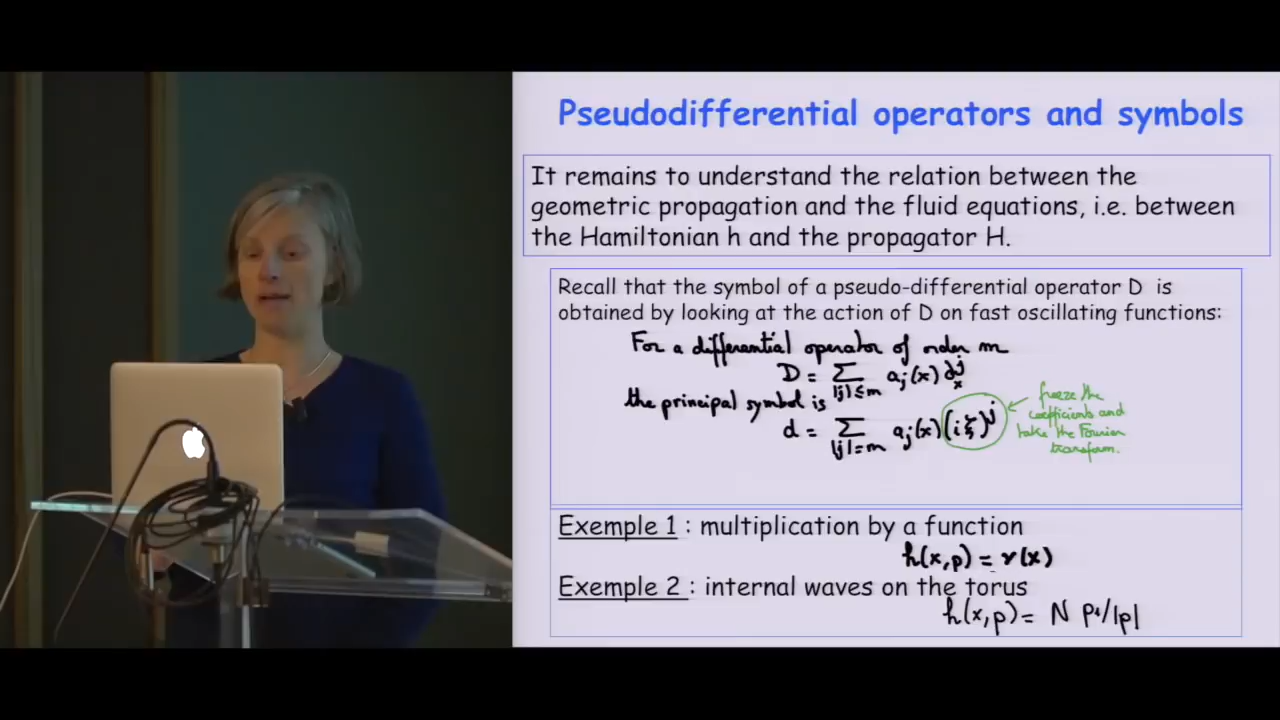 Pseudodifferential operators and symbols
It remains to understand the relation between the
geometric propagation and the fluid equations, i.e. between
the Hamiltonian h and the propagator H.
Recall that the symbol of a pseudo-differential operator D is
obtained by looking at the action of D on fast oscillating functions:
For a differential operator of order m
D = ∑_{|j|≤m} a_j(x) ∂_x^j
the principal symbol is
d = ∑_{|j|=m} a_j(x) (iξ)^j
freeze the
coefficients and
take the Fourier
transform.
Exemple 1 : multiplication by a function
h(x,p) = r(x)
Exemple 2 : internal waves on the torus
h(x,p) = N p₁/|p|